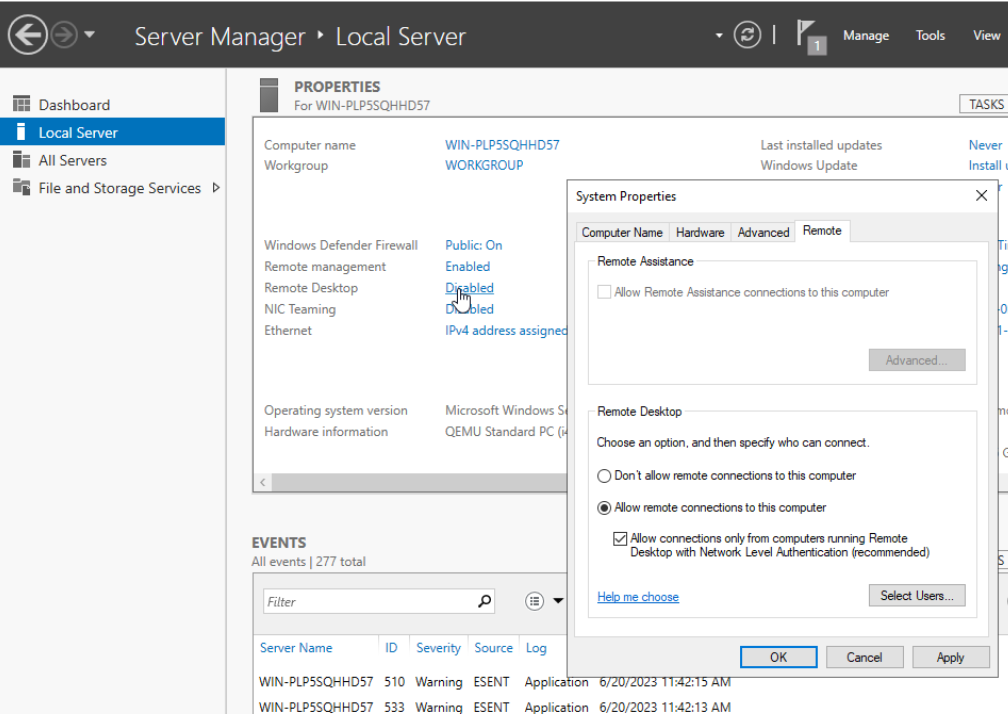 Server Manager ‣ Local Server
1
Manage
Tools
View
Dashboard
Local Server
All Servers
File and Storage Services
PROPERTIES
For WIN-PLP5SQHHD57
TASKS
Computer name WIN-PLP5SQHHD57
Workgroup WORKGROUP
Last installed updates Never
Windows Update Install
Windows Defender Firewall Public: On
Remote management Enabled
Remote Desktop Disabled
NIC Teaming Disabled
Ethernet IPv4 address assigned
Operating system version Microsoft Windows
Hardware information QEMU Standard PC
System Properties
Computer Name Hardware Advanced Remote
Remote Assistance
Allow Remote Assistance connections to this computer
Advanced...
Remote Desktop
Choose an option, and then specify who can connect.
Don't allow remote connections to this computer
Allow remote connections to this computer
Allow connections only from computers running Remote
Desktop with Network Level Authentication (recommended)
Help me choose
Select Users...
OK Cancel Apply
EVENTS
All events | 277 total
Filter
Server Name ID Severity Source Log
WIN-PLP5SQHHD57 510 Warning ESENT Application 6/20/2023 11:42:15 AM
WIN-PLP5SQHHD57 533 Warning ESENT Application 6/20/2023 11:42:13 AM